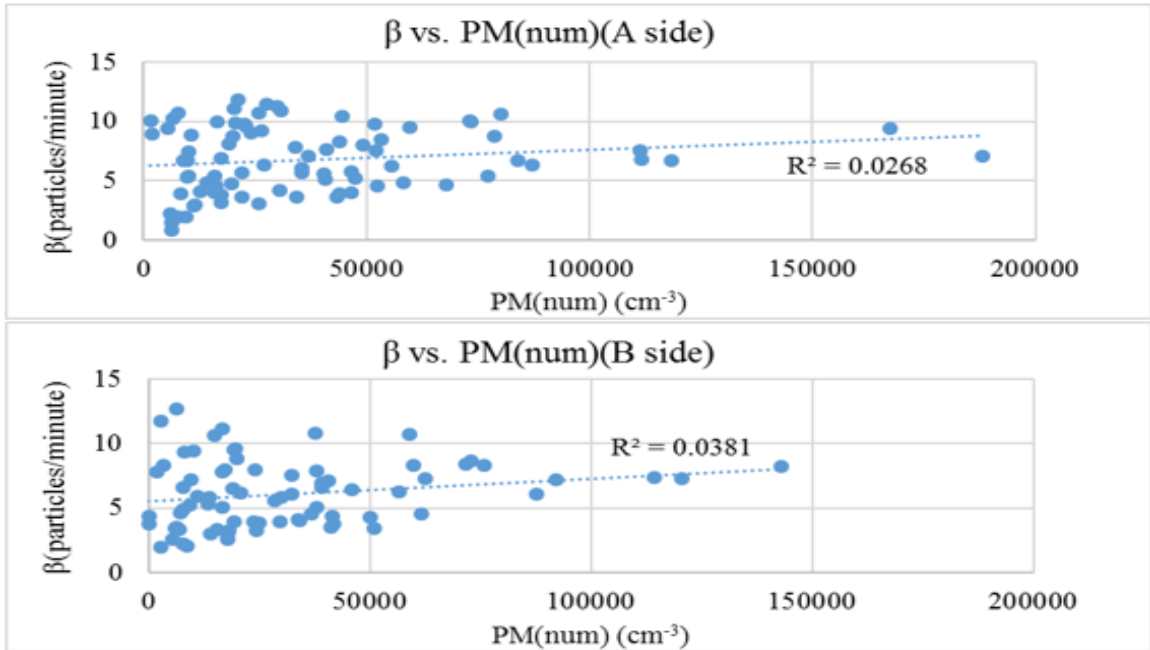 β vs. PM(num)(A side)
β(particles/minute)
15
10
5
0
R² = 0.0268
0 50000 100000 150000 200000
PM(num) (cm⁻³)
β vs. PM(num)(B side)
β(particles/minute)
15
10
5
0
R² = 0.0381
0 50000 100000 150000 200000
PM(num) (cm⁻³)